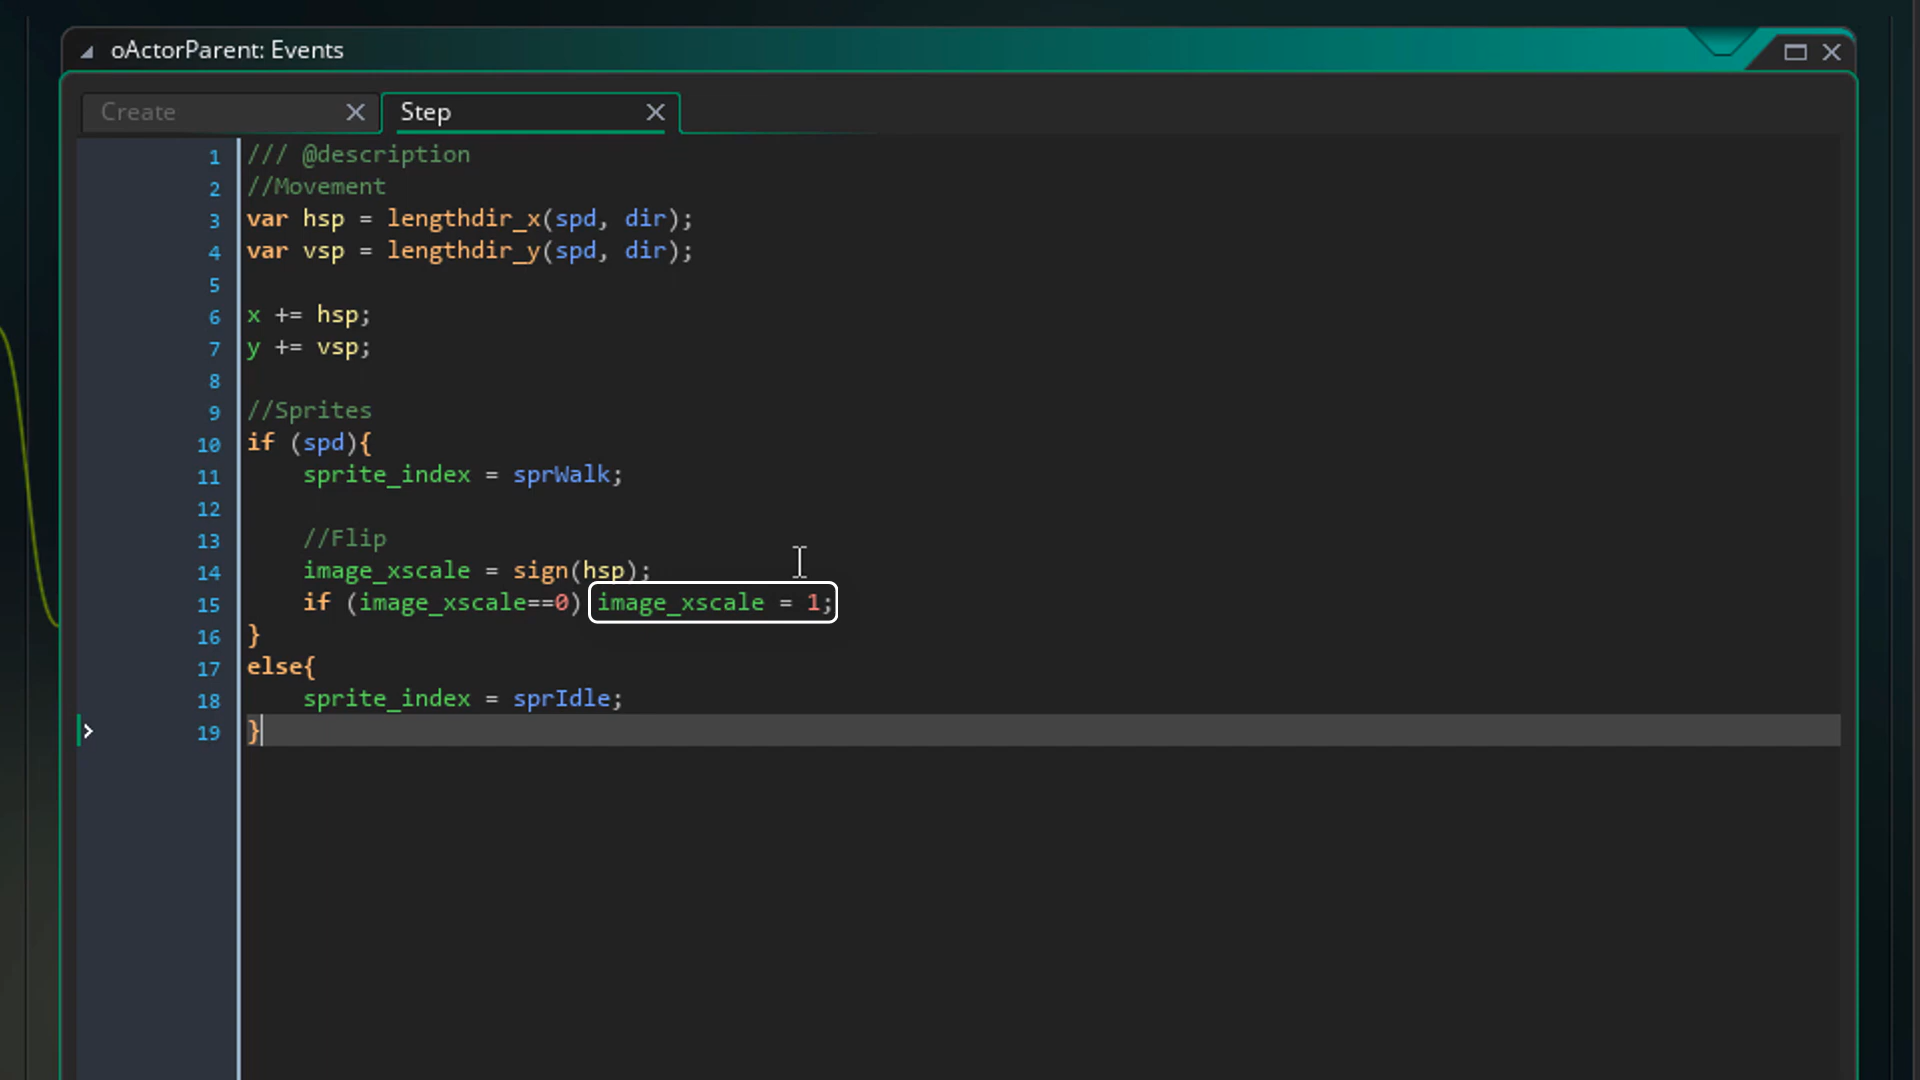 oActorParent: Events
Create
Step
1 /// @description
2 //Movement
3 var hsp = lengthdir_x(spd, dir);
4 var vsp = lengthdir_y(spd, dir);
5
6 x += hsp;
7 y += vsp;
8
9 //Sprites
10 if (spd){
11 sprite_index = sprWalk;
12
13 //Flip
14 image_xscale = sign(hsp);
15 if (image_xscale==0) image_xscale = 1;
16 }
17 else{
18 sprite_index = sprIdle;
19 }